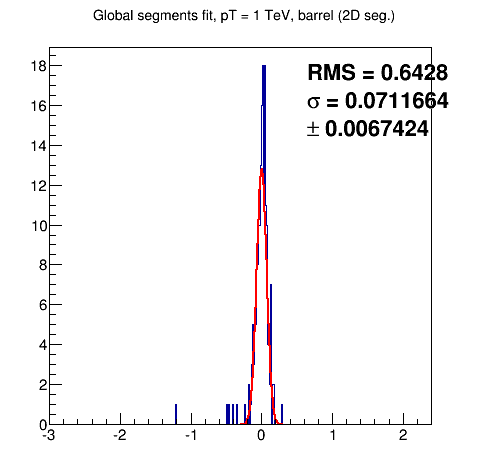 Global segments fit, pT = 1 TeV, barrel (2D seg.)
RMS = 0.6428
σ = 0.0711664
± 0.0067424
18
16
14
12
10
8
6
4
2
0
-3 -2 -1 0 1 2